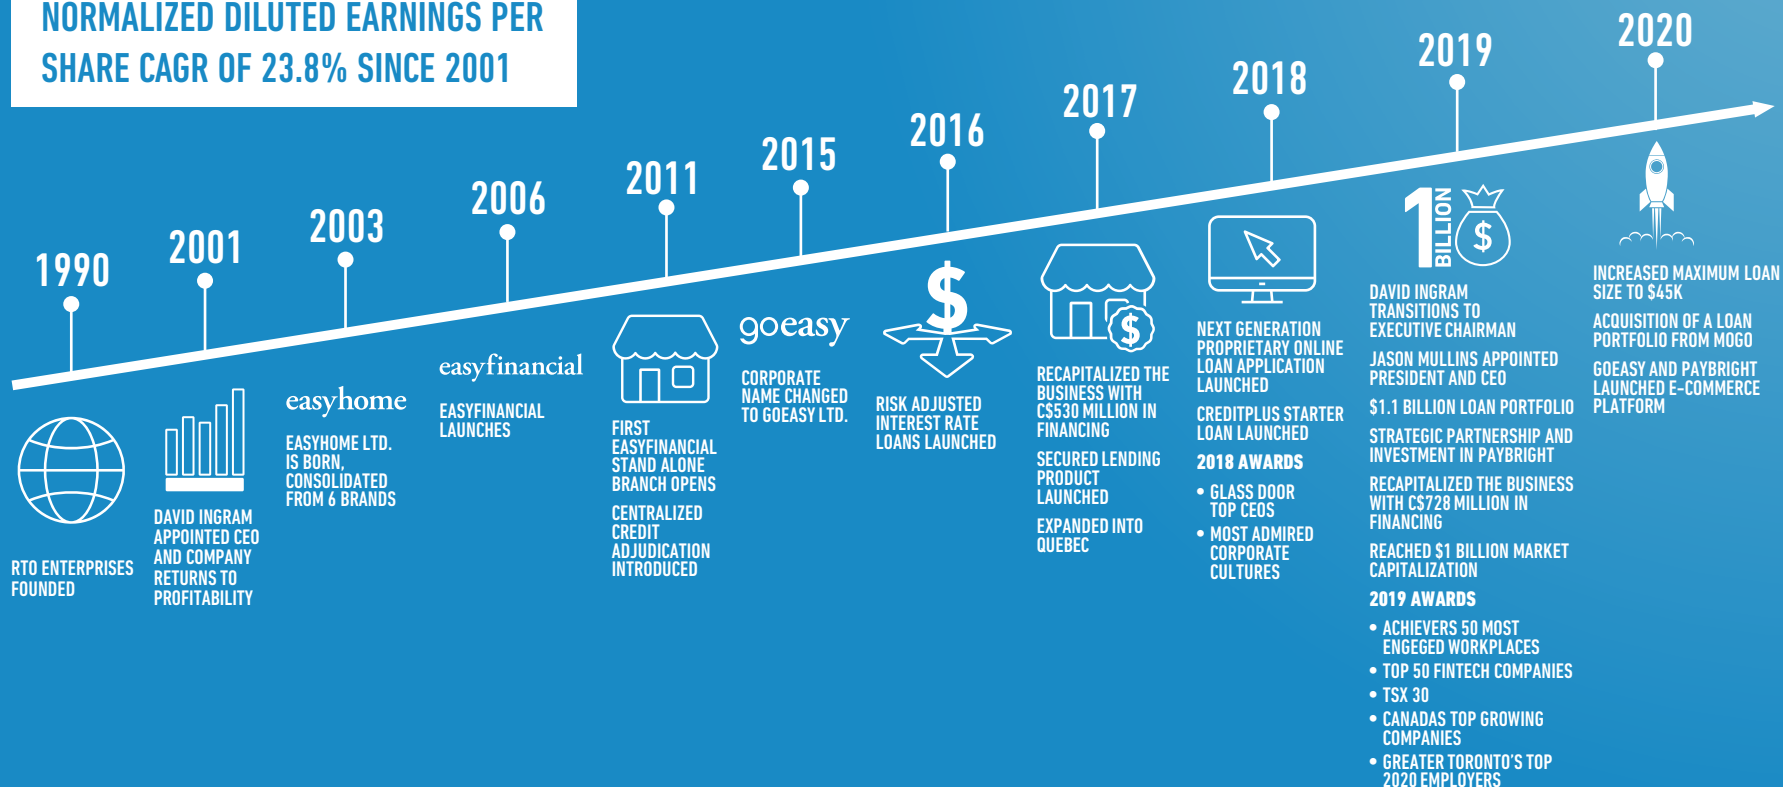 NORMALIZED DILUTED EARNINGS PER
SHARE CAGR OF 23.8% SINCE 2001
1990
RTO ENTERPRISES
FOUNDED
2001
DAVID INGRAM
APPOINTED CEO
AND COMPANY
RETURNS TO
PROFITABILITY
2003
easyhome
EASYHOME LTD.
IS BORN,
CONSOLIDATED
FROM 6 BRANDS
2006
easyfinancial
EASYFINANCIAL
LAUNCHES
2011
FIRST
EASYFINANCIAL
STAND ALONE
BRANCH OPENS
CENTRALIZED
CREDIT
ADJUDICATION
INTRODUCED
2015
goeasy
CORPORATE
NAME CHANGED
TO GOEASY LTD.
2016
$
RISK ADJUSTED
INTEREST RATE
LOANS LAUNCHED
2017
$
RECAPITALIZED THE
BUSINESS WITH
C$530 MILLION IN
FINANCING
SECURED LENDING
PRODUCT
LAUNCHED
EXPANDED INTO
QUEBEC
2018
NEXT GENERATION
PROPRIETARY ONLINE
LOAN APPLICATION
LAUNCHED
CREDITPLUS STARTER
LOAN LAUNCHED
2018 AWARDS
• GLASS DOOR
TOP CEOS
• MOST ADMIRED
CORPORATE
CULTURES
2019
1 BILLION $
DAVID INGRAM
TRANSITIONS TO
EXECUTIVE CHAIRMAN
JASON MULLINS APPOINTED
PRESIDENT AND CEO
$1.1 BILLION LOAN PORTFOLIO
STRATEGIC PARTNERSHIP AND
INVESTMENT IN PAYBRIGHT
RECAPITALIZED THE BUSINESS
WITH C$728 MILLION IN
FINANCING
REACHED $1 BILLION MARKET
CAPITALIZATION
2019 AWARDS
• ACHIEVERS 50 MOST
ENGEGED WORKPLACES
• TOP 50 FINTECH COMPANIES
• TSX 30
• CANADAS TOP GROWING
COMPANIES
• GREATER TORONTO'S TOP
2020 EMPLOYERS
2020
INCREASED MAXIMUM LOAN
SIZE TO $45K
ACQUISITION OF A LOAN
PORTFOLIO FROM MOGO
GOEASY AND PAYBRIGHT
LAUNCHED E-COMMERCE
PLATFORM